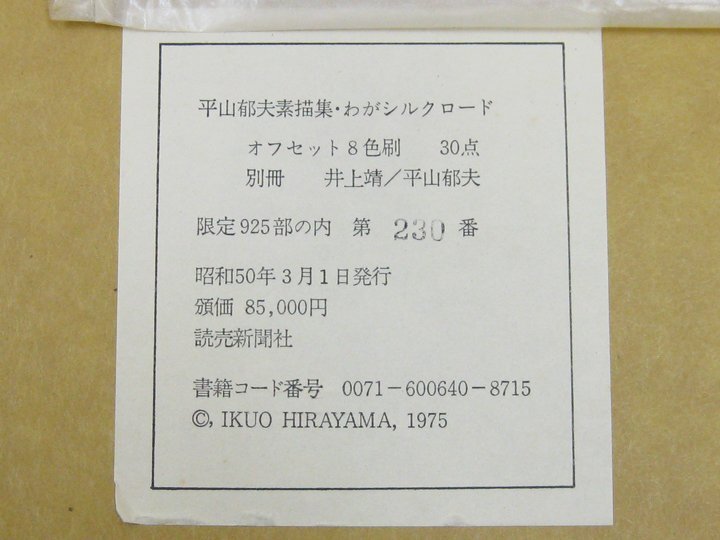 平山郁夫素描集・わがシルクロード
オフセット8色刷　30点
別冊　井上靖／平山郁夫
限定925部の内　第　230　番
昭和50年3月1日発行
頒価 85,000円
読売新聞社
書籍コード番号　0071－600640－8715
©, IKUO HIRAYAMA, 1975